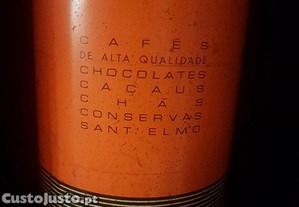 CAFÉS
DE ALTA QUALIDADE
CHOCOLATES
CACAUS
CHÁS
CONSERVAS
SANT'ELMO
CustoJusto.pt